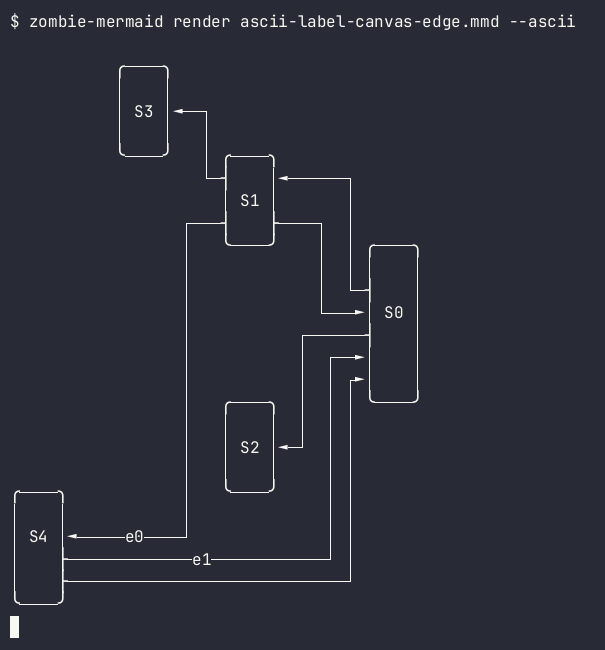 $ zombie-mermaid render ascii-label-canvas-edge.mmd --ascii
S3
S1
S0
S2
S4
e0
e1